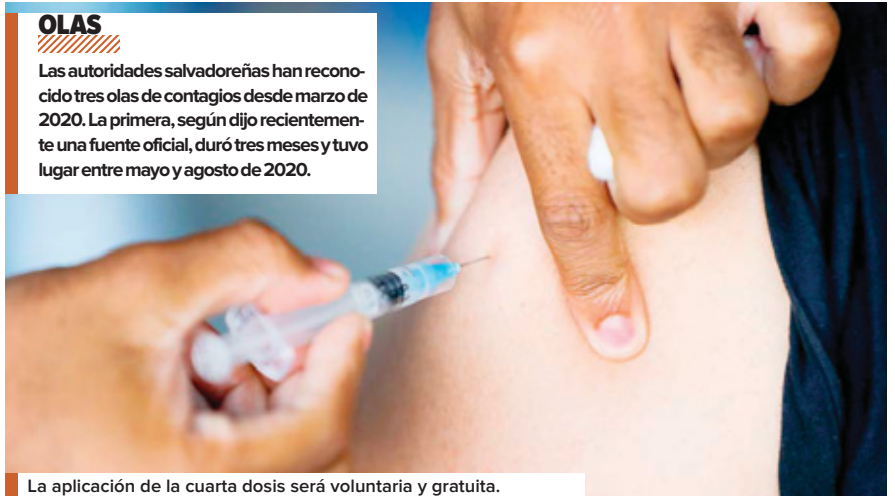 OLAS
Las autoridades salvadoreñas han recono-
cido tres olas de contagios desde marzo de
2020. La primera, según dijo recientemen-
te una fuente oficial, duró tres meses y tuvo
lugar entre mayo y agosto de 2020.
La aplicación de la cuarta dosis será voluntaria y gratuita.